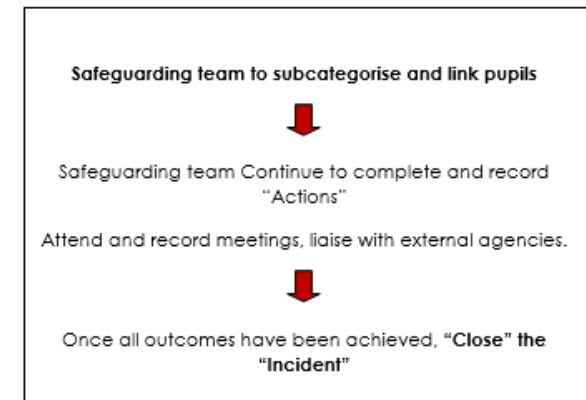 Safeguarding team to subcategorise and link pupils
Safeguarding team Continue to complete and record
“Actions”
Attend and record meetings, liaise with external agencies.
Once all outcomes have been achieved, “Close” the
“Incident”